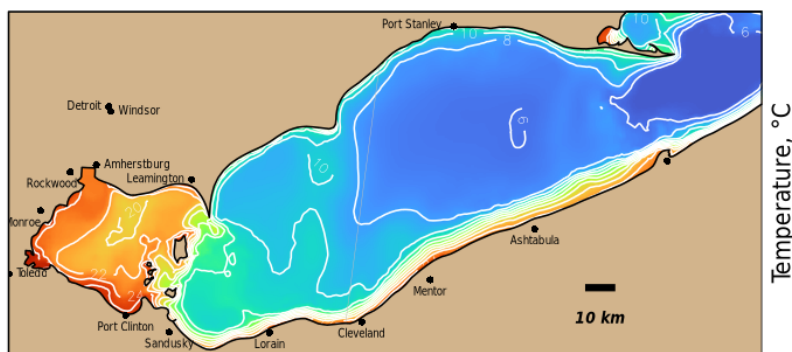 Port Stanley
10
10
8
6
Detroit
Windsor
Amherstburg
Leamington
Rockwood
10
6
20
Monroe
Toledo
22
24
Port Clinton
Sandusky
Lorain
Cleveland
Mentor
Ashtabula
10 km
Temperature, °C